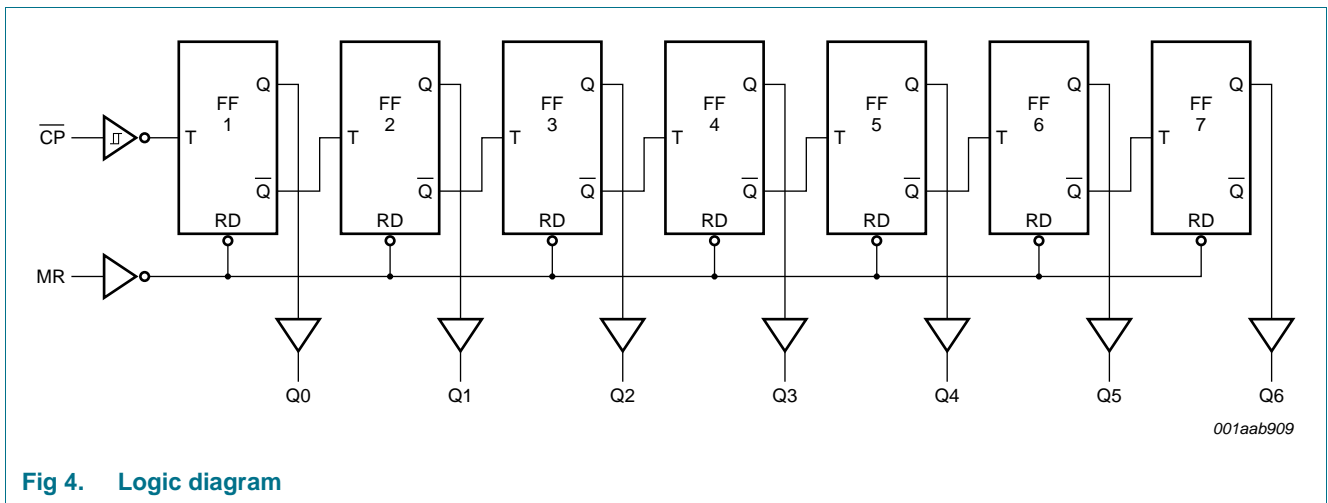 Q Q Q Q Q Q Q
FF FF FF FF FF FF FF
1 2 3 4 5 6 7
C̅P̅ T T T T T T T
Q̅ Q̅ Q̅ Q̅ Q̅ Q̅ Q̅
RD RD RD RD RD RD RD
MR
Q0 Q1 Q2 Q3 Q4 Q5 Q6
001aab909
Fig 4. Logic diagram